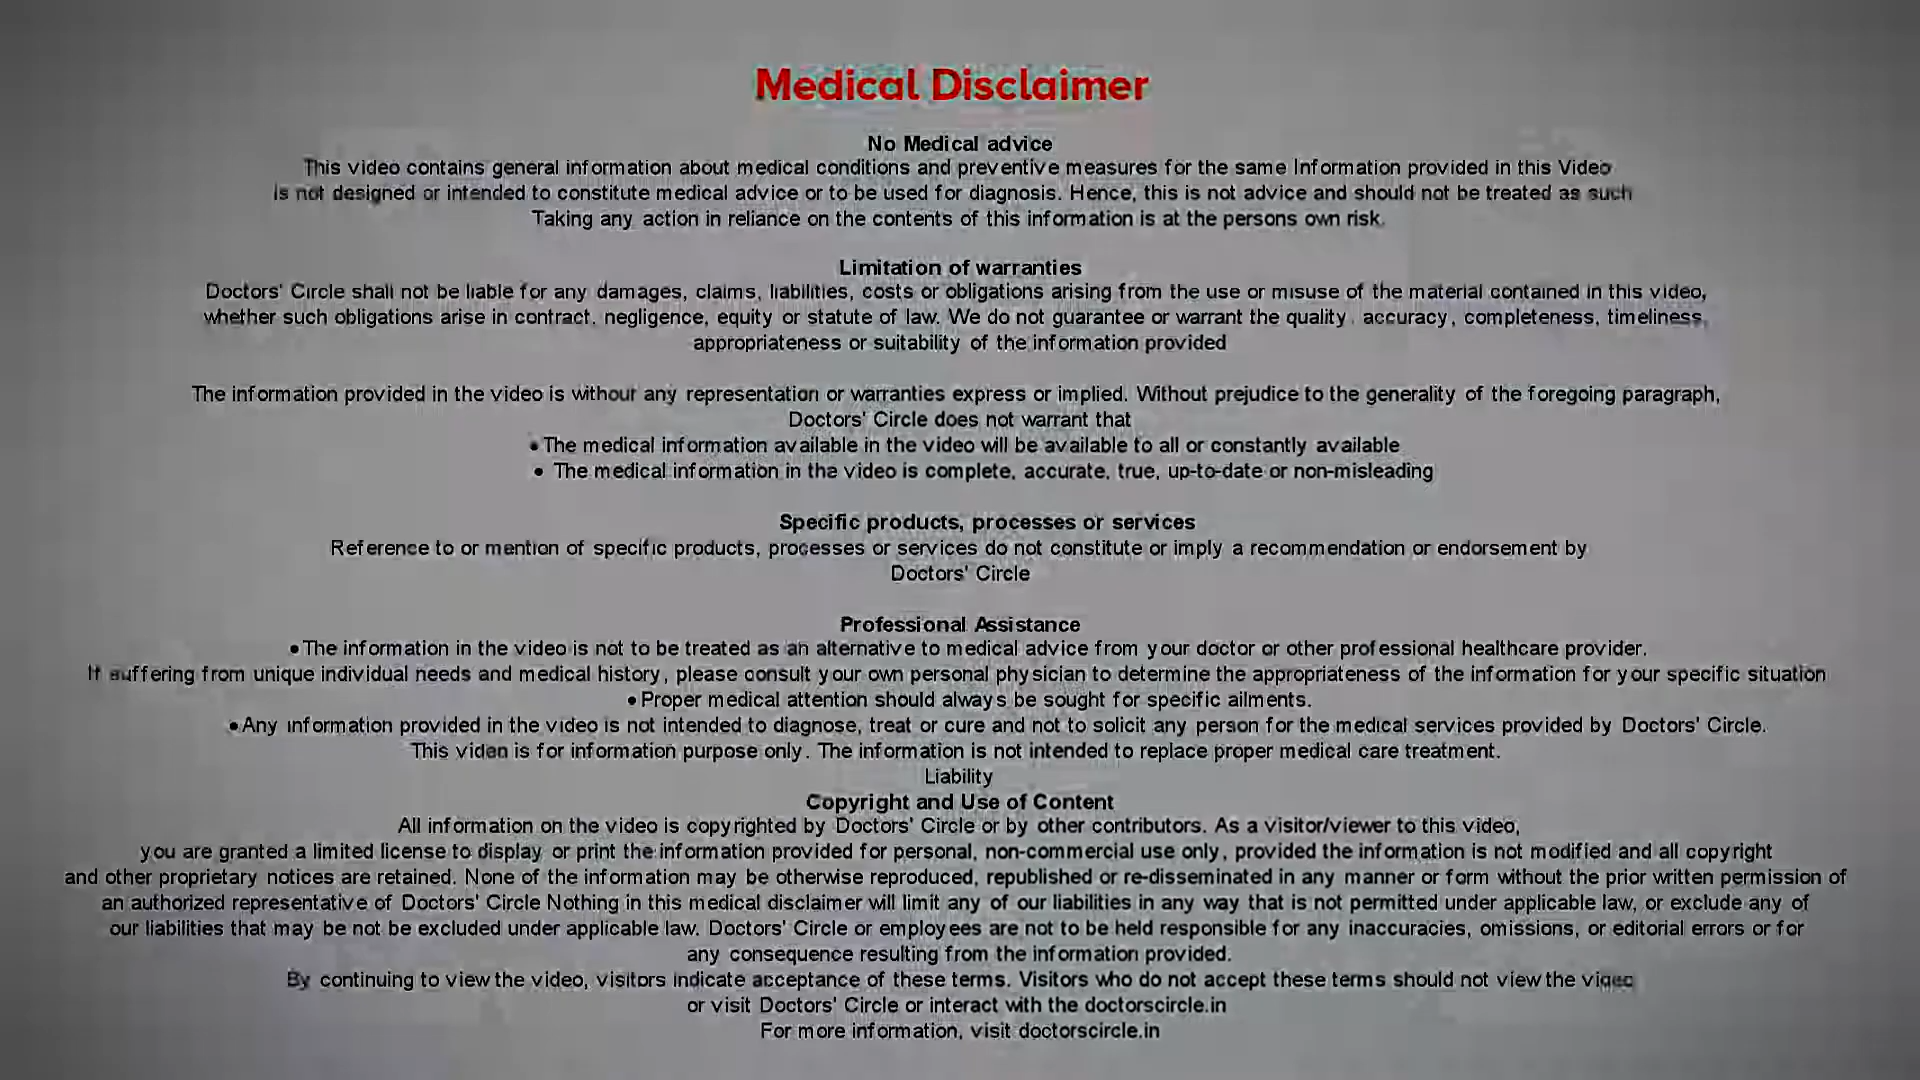 Medical Disclaimer
No Medical advice
This video contains general information about medical conditions and preventive measures for the same Information provided in this Video
is not designed or intended to constitute medical advice or to be used for diagnosis. Hence, this is not advice and should not be treated as such
Taking any action in reliance on the contents of this information is at the persons own risk.
Limitation of warranties
Doctors' Circle shall not be liable for any damages, claims, liabilities, costs or obligations arising from the use or misuse of the material contained in this video,
whether such obligations arise in contract, negligence, equity or statute of law. We do not guarantee or warrant the quality, accuracy, completeness, timeliness,
appropriateness or suitability of the information provided
The information provided in the video is without any representation or warranties express or implied. Without prejudice to the generality of the foregoing paragraph,
Doctors' Circle does not warrant that
• The medical information available in the video will be available to all or constantly available
• The medical information in the video is complete, accurate, true, up-to-date or non-misleading
Specific products, processes or services
Reference to or mention of specific products, processes or services do not constitute or imply a recommendation or endorsement by
Doctors' Circle
Professional Assistance
• The information in the video is not to be treated as an alternative to medical advice from your doctor or other professional healthcare provider.
If suffering from unique individual needs and medical history, please consult your own personal physician to determine the appropriateness of the information for your specific situation
• Proper medical attention should always be sought for specific ailments.
• Any information provided in the video is not intended to diagnose, treat or cure and not to solicit any person for the medical services provided by Doctors' Circle.
This video is for information purpose only. The information is not intended to replace proper medical care treatment.
Liability
Copyright and Use of Content
All information on the video is copyrighted by Doctors' Circle or by other contributors. As a visitor/viewer to this video,
you are granted a limited license to display or print the information provided for personal, non-commercial use only, provided the information is not modified and all copyright
and other proprietary notices are retained. None of the information may be otherwise reproduced, republished or re-disseminated in any manner or form without the prior written permission of
an authorized representative of Doctors' Circle Nothing in this medical disclaimer will limit any of our liabilities in any way that is not permitted under applicable law, or exclude any of
our liabilities that may be not be excluded under applicable law. Doctors' Circle or employees are not to be held responsible for any inaccuracies, omissions, or editorial errors or for
any consequence resulting from the information provided.
By continuing to view the video, visitors indicate acceptance of these terms. Visitors who do not accept these terms should not view the video
or visit Doctors' Circle or interact with the doctorscircle.in
For more information, visit doctorscircle.in